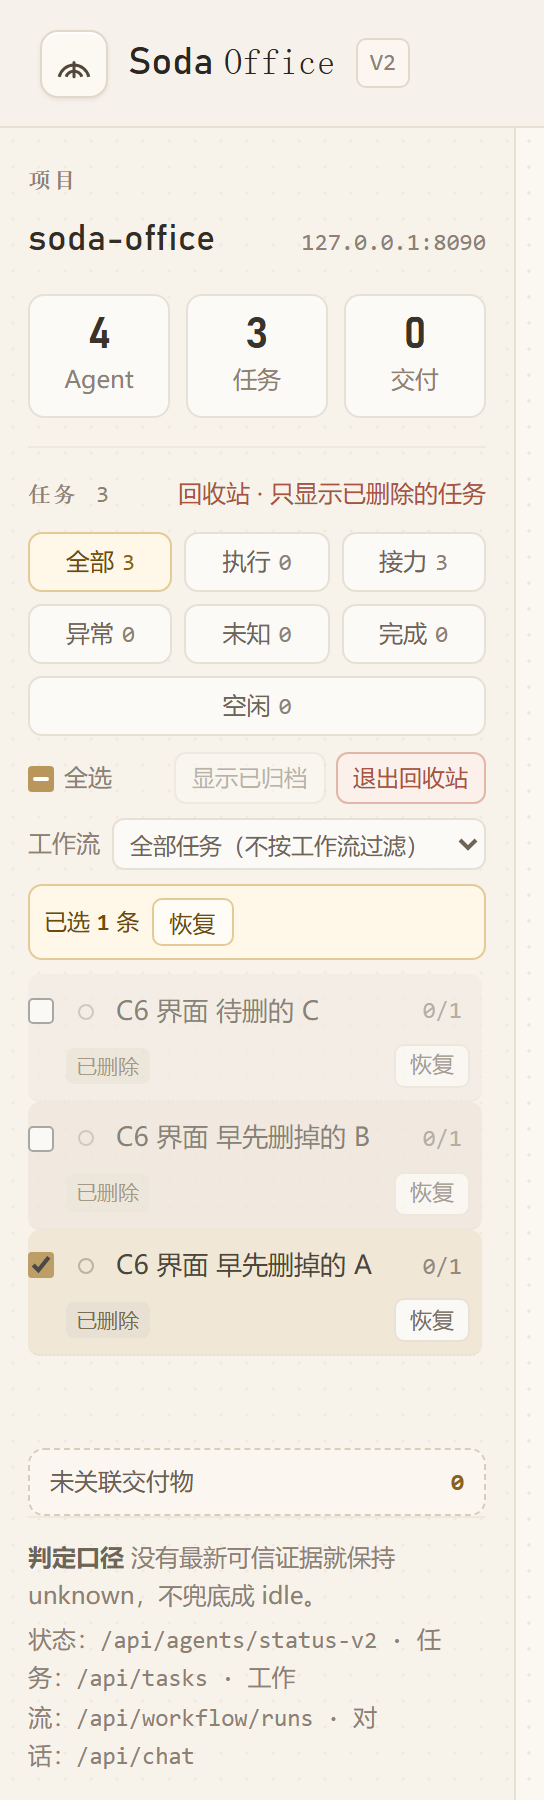 Soda Office V2
项目
soda-office 127.0.0.1:8090
4 3 0
Agent 任务 交付
任务 3 回收站 · 只显示已删除的任务
全部 3 执行 0 接力 3
异常 0 未知 0 完成 0
空闲 0
全选 显示已归档 退出回收站
工作流 全部任务（不按工作流过滤）
已选 1 条 恢复
C6 界面 待删的 C 0/1
已删除 恢复
C6 界面 早先删掉的 B 0/1
已删除 恢复
C6 界面 早先删掉的 A 0/1
已删除 恢复
未关联交付物 0
判定口径 没有最新可信证据就保持
unknown，不兜底成 idle。
状态：/api/agents/status-v2 · 任
务：/api/tasks · 工作
流：/api/workflow/runs · 对
话：/api/chat